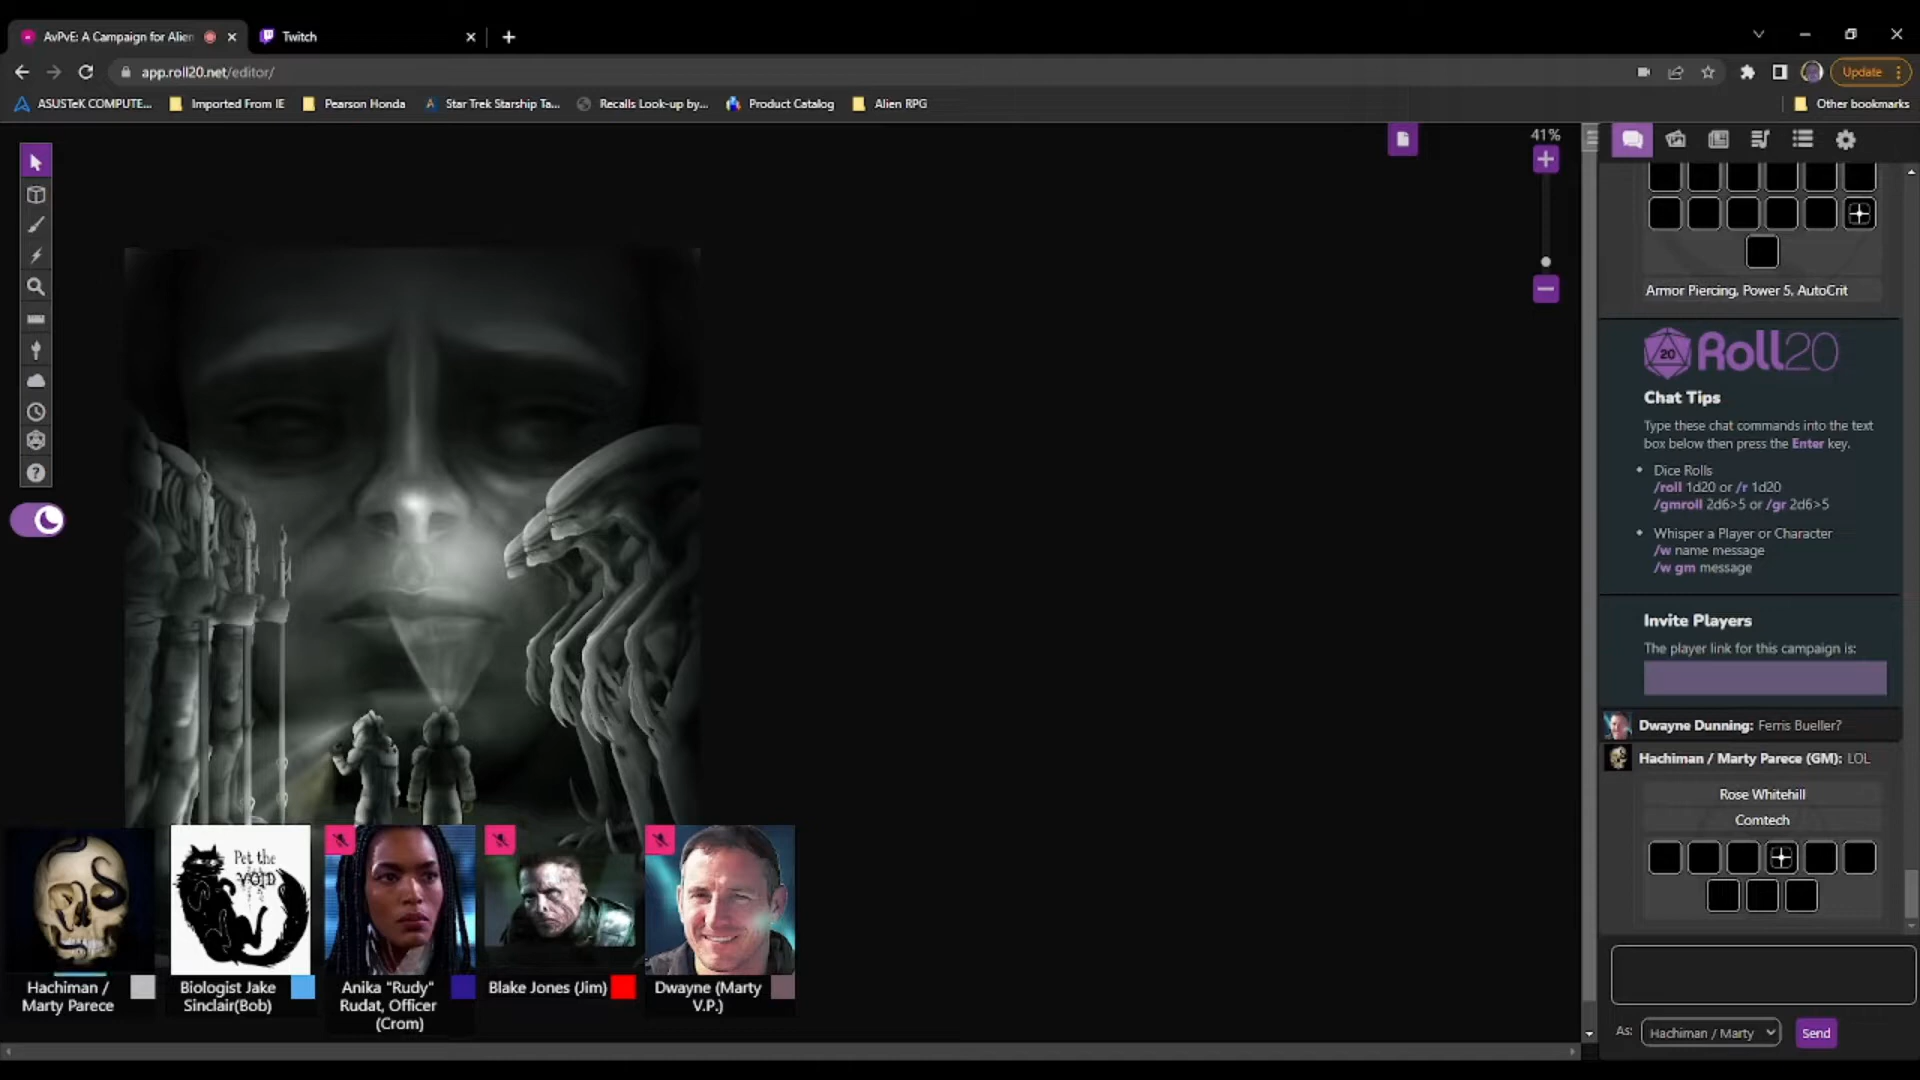 AvPvE: A Campaign for Alien
Twitch
app.roll20.net/editor/
Update
ASUSTeK COMPUTE...
Imported From IE
Pearson Honda
Star Trek Starship Ta...
Recalls Look-up by...
Product Catalog
Alien RPG
Other bookmarks
41%
Armor Piercing, Power 5, AutoCrit
20
Roll20
Chat Tips
Type these chat commands into the text
box below then press the Enter key.
Dice Rolls
/roll 1d20 or /r 1d20
/gmroll 2d6>5 or /gr 2d6>5
Whisper a Player or Character
/w name message
/w gm message
Invite Players
The player link for this campaign is:
Dwayne Dunning: Ferris Bueller?
Hachiman / Marty Parece (GM): LOL
Rose Whitehill
Comtech
Pet the
VOID
Hachiman /
Marty Parece
Biologist Jake
Sinclair(Bob)
Anika "Rudy"
Rudat, Officer
(Crom)
Blake Jones (Jim)
Dwayne (Marty
V.P.)
As:
Hachiman / Marty
Send